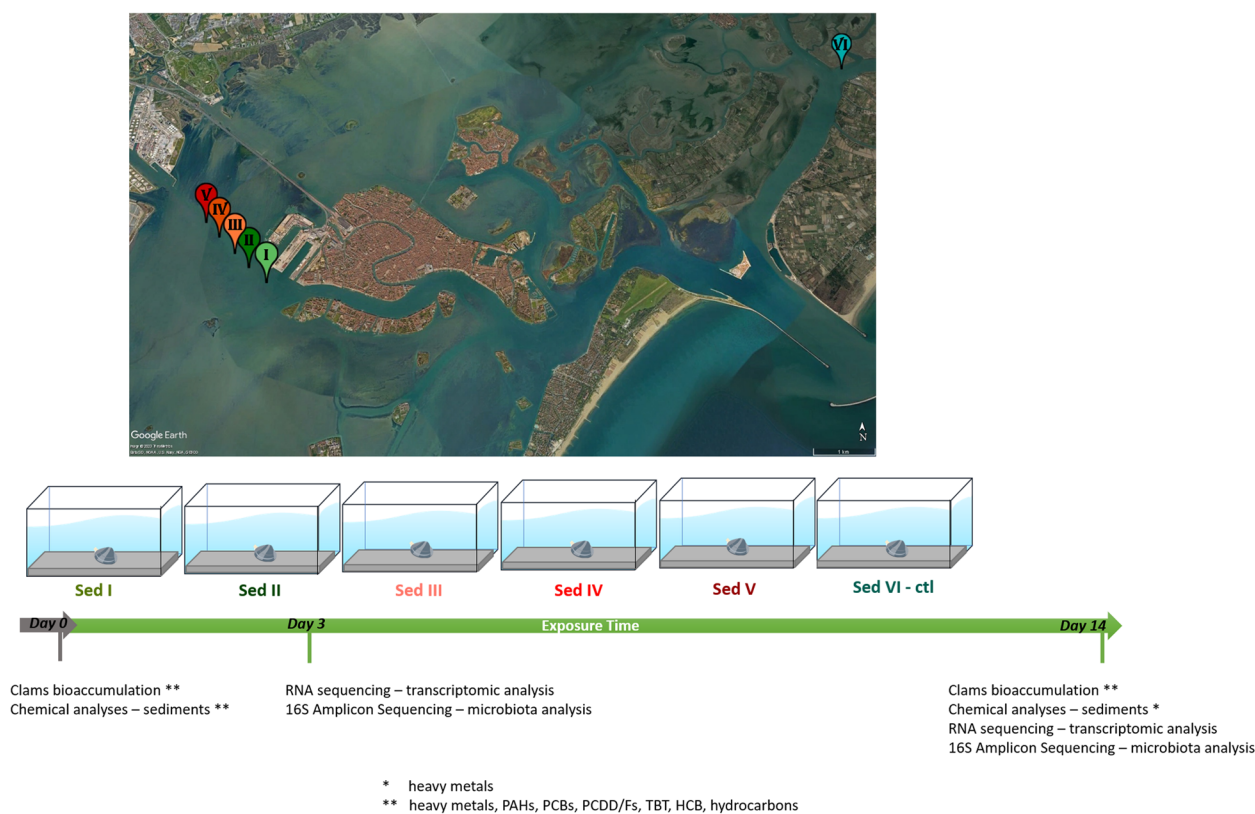 VI
V
IV
III
II
I
Google Earth
N
1 km
Sed I
Sed II
Sed III
Sed IV
Sed V
Sed VI - ctl
Day 0
Day 3
Exposure Time
Day 14
Clams bioaccumulation **
Chemical analyses – sediments **
RNA sequencing – transcriptomic analysis
16S Amplicon Sequencing – microbiota analysis
Clams bioaccumulation **
Chemical analyses – sediments *
RNA sequencing – transcriptomic analysis
16S Amplicon Sequencing – microbiota analysis
* heavy metals
** heavy metals, PAHs, PCBs, PCDD/Fs, TBT, HCB, hydrocarbons